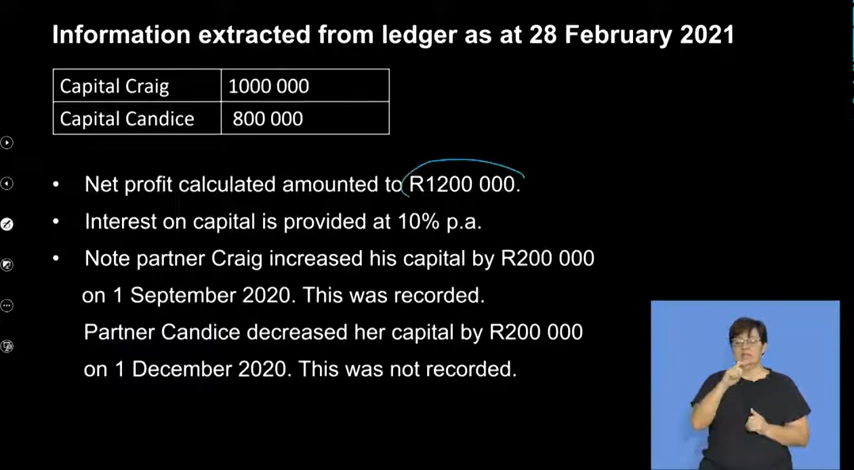 Information extracted from ledger as at 28 February 2021
Capital Craig 1000 000
Capital Candice 800 000
• Net profit calculated amounted to R1200 000.
• Interest on capital is provided at 10% p.a.
• Note partner Craig increased his capital by R200 000
on 1 September 2020. This was recorded.
Partner Candice decreased her capital by R200 000
on 1 December 2020. This was not recorded.